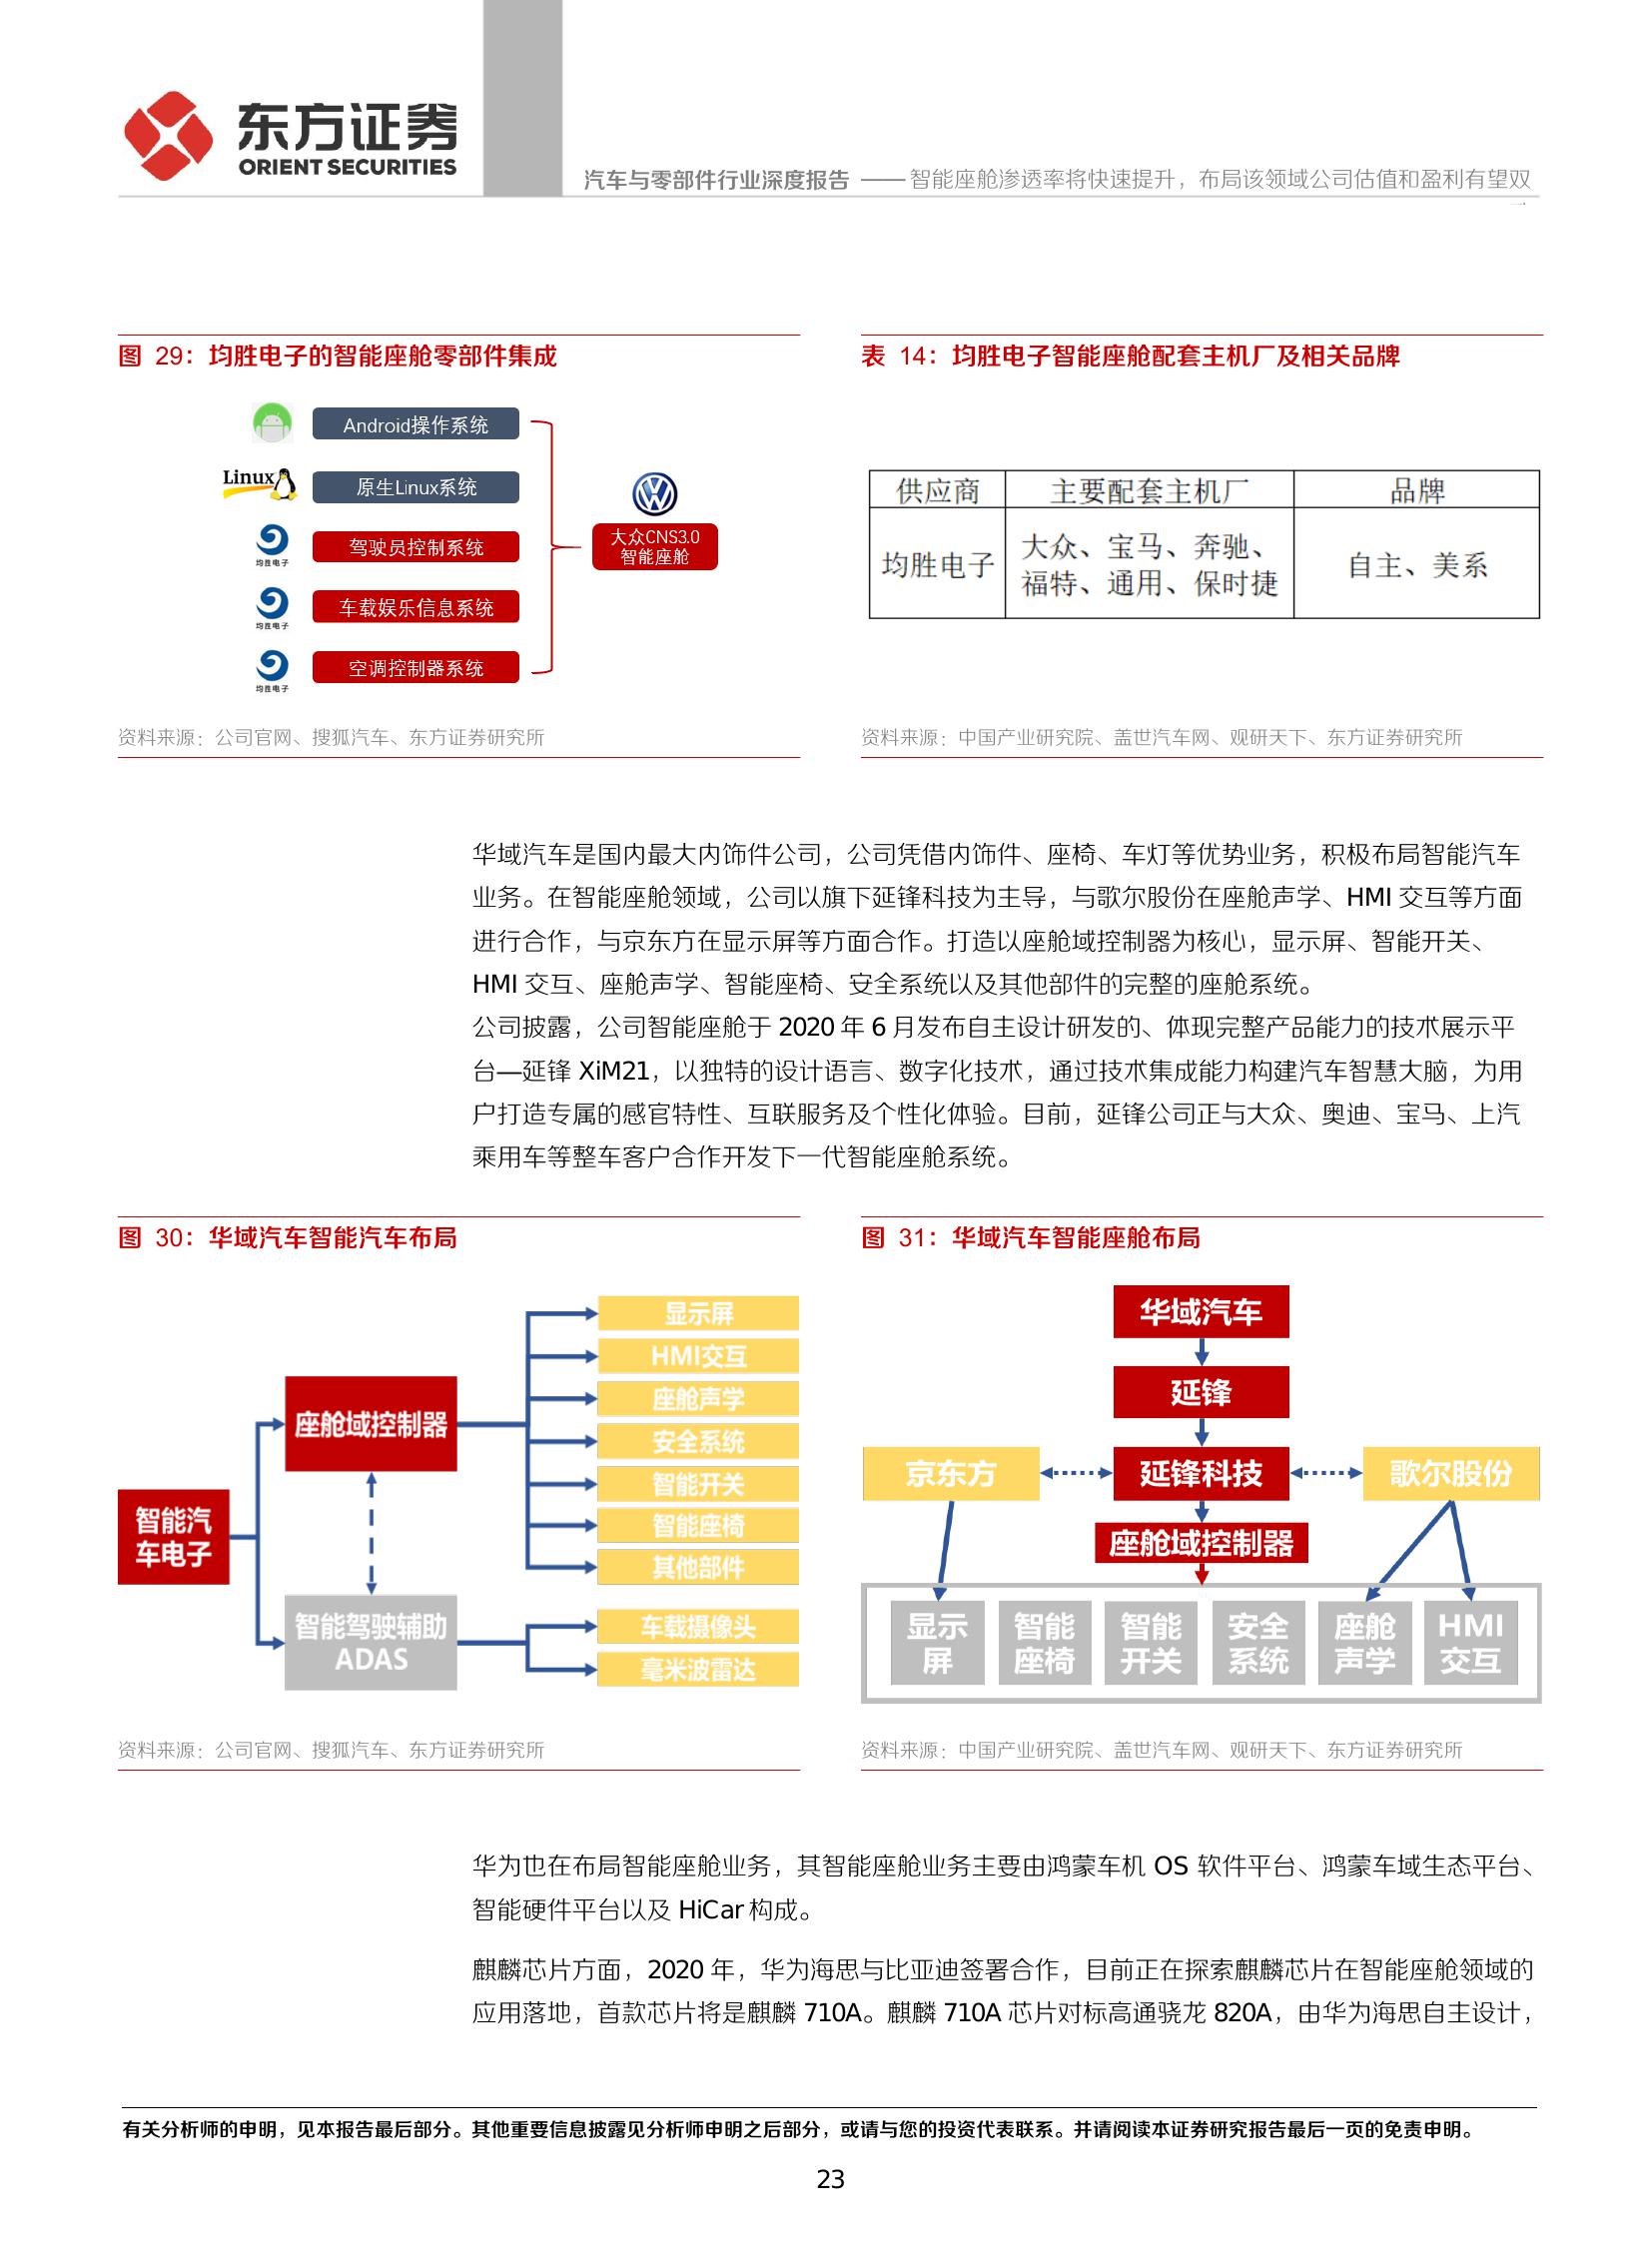 东方证券
ORIENT SECURITIES
汽车与零部件行业深度报告 —— 智能座舱渗透率将快速提升，布局该领域公司估值和盈利有望双
图 29：均胜电子的智能座舱零部件集成
Android操作系统
Linux
原生Linux系统
均胜电子
驾驶员控制系统
均胜电子
车载娱乐信息系统
均胜电子
空调控制器系统
大众CNS3.0
智能座舱
资料来源：公司官网、搜狐汽车、东方证券研究所
表 14：均胜电子智能座舱配套主机厂及相关品牌
供应商 主要配套主机厂 品牌
均胜电子 大众、宝马、奔驰、
福特、通用、保时捷 自主、美系
资料来源：中国产业研究院、盖世汽车网、观研天下、东方证券研究所
华域汽车是国内最大内饰件公司，公司凭借内饰件、座椅、车灯等优势业务，积极布局智能汽车
业务。在智能座舱领域，公司以旗下延锋科技为主导，与歌尔股份在座舱声学、HMI 交互等方面
进行合作，与京东方在显示屏等方面合作。打造以座舱域控制器为核心，显示屏、智能开关、
HMI 交互、座舱声学、智能座椅、安全系统以及其他部件的完整的座舱系统。
公司披露，公司智能座舱于 2020 年 6 月发布自主设计研发的、体现完整产品能力的技术展示平
台—延锋 XiM21，以独特的设计语言、数字化技术，通过技术集成能力构建汽车智慧大脑，为用
户打造专属的感官特性、互联服务及个性化体验。目前，延锋公司正与大众、奥迪、宝马、上汽
乘用车等整车客户合作开发下一代智能座舱系统。
图 30：华域汽车智能汽车布局
智能汽
车电子
座舱域控制器
智能驾驶辅助
ADAS
显示屏
HMI交互
座舱声学
安全系统
智能开关
智能座椅
其他部件
车载摄像头
毫米波雷达
资料来源：公司官网、搜狐汽车、东方证券研究所
图 31：华域汽车智能座舱布局
华域汽车
延锋
京东方 延锋科技 歌尔股份
座舱域控制器
显示
屏
智能
座椅
智能
开关
安全
系统
座舱
声学
HMI
交互
资料来源：中国产业研究院、盖世汽车网、观研天下、东方证券研究所
华为也在布局智能座舱业务，其智能座舱业务主要由鸿蒙车机 OS 软件平台、鸿蒙车域生态平台、
智能硬件平台以及 HiCar 构成。
麒麟芯片方面，2020 年，华为海思与比亚迪签署合作，目前正在探索麒麟芯片在智能座舱领域的
应用落地，首款芯片将是麒麟 710A。麒麟 710A 芯片对标高通骁龙 820A，由华为海思自主设计，
有关分析师的申明，见本报告最后部分。其他重要信息披露见分析师申明之后部分，或请与您的投资代表联系。并请阅读本证券研究报告最后一页的免责申明。
23